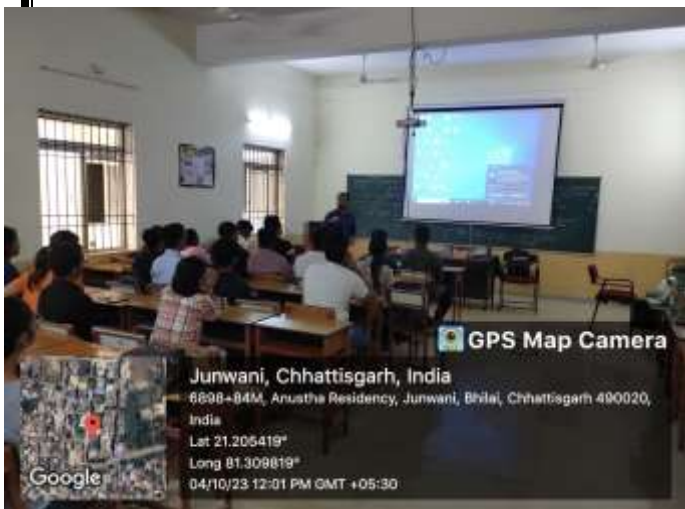 GPS Map Camera
Junwani, Chhattisgarh, India
6898+84M, Anustha Residency, Junwani, Bhilai, Chhattisgarh 490020,
India
Lat 21.205419°
Long 81.309819°
04/10/23 12:01 PM GMT +05:30
Google